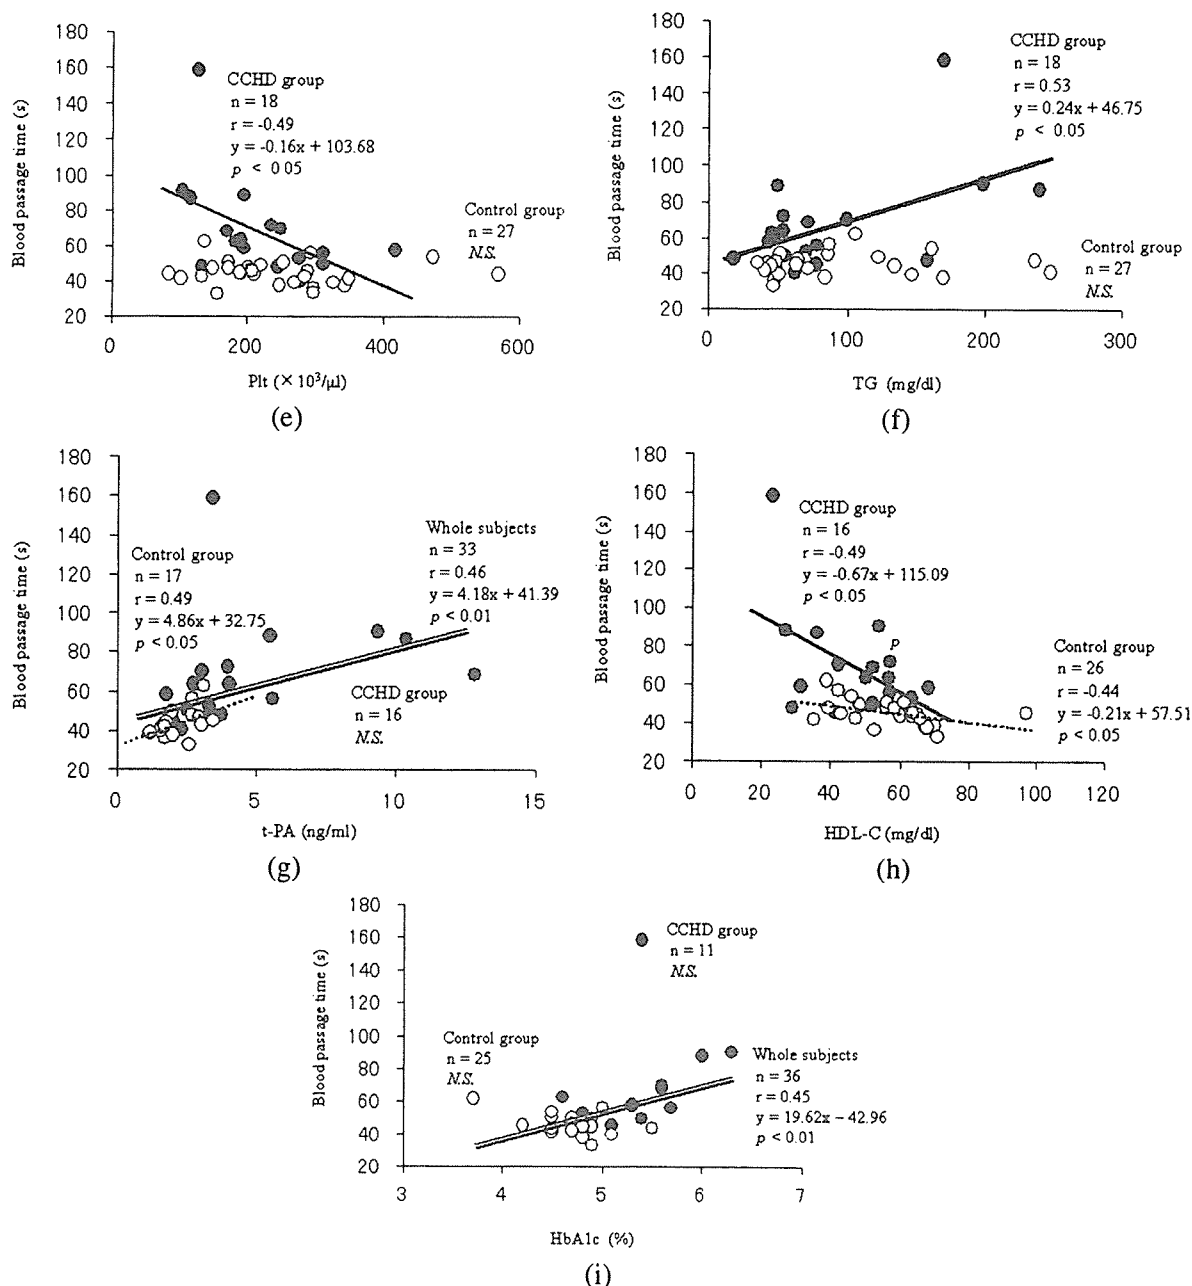 180
160
140
120
100
80
60
40
20
Blood passage time (s)
CCHD group
n = 18
r = -0.49
y = -0.16x + 103.68
p < 0 05
Control group
n = 27
N.S.
0
200
400
600
Plt (×10³/µl)
(e)
180
160
140
120
100
80
60
40
20
Blood passage time (s)
CCHD group
n = 18
r = 0.53
y = 0.24x + 46.75
p < 0.05
Control group
n = 27
N.S.
0
100
200
300
TG (mg/dl)
(f)
180
160
140
120
100
80
60
40
20
Blood passage time (s)
Control group
n = 17
r = 0.49
y = 4.86x + 32.75
p < 0.05
Whole subjects
n = 33
r = 0.46
y = 4.18x + 41.39
p < 0.01
CCHD group
n = 16
N.S.
0
5
10
15
t-PA (ng/ml)
(g)
180
160
140
120
100
80
60
40
20
Blood passage time (s)
CCHD group
n = 16
r = -0.49
y = -0.67x + 115.09
p < 0.05
p
Control group
n = 26
r = -0.44
y = -0.21x + 57.51
p < 0.05
0
20
40
60
80
100
120
HDL-C (mg/dl)
(h)
180
160
140
120
100
80
60
40
20
Blood passage time (s)
CCHD group
n = 11
N.S.
Control group
n = 25
N.S.
Whole subjects
n = 36
r = 0.45
y = 19.62x – 42.96
p < 0.01
3
4
5
6
7
HbA1c (%)
(i)